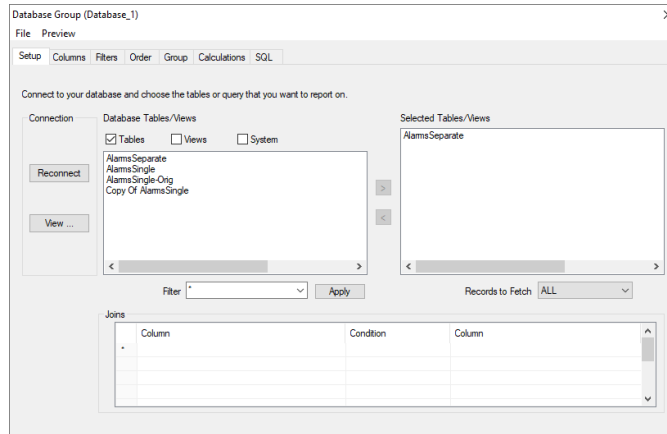 Database Group (Database_1)
File Preview
Setup Columns Filters Order Group Calculations SQL
Connect to your database and choose the tables or query that you want to report on.
Connection
Reconnect
View ...
Database Tables/Views
Tables Views System
AlarmsSeparate
AlarmsSingle
AlarmsSingle-Orig
Copy Of AlarmsSingle
>
<
Selected Tables/Views
AlarmsSeparate
Filter * Apply
Records to Fetch ALL
Joins
Column Condition Column
*